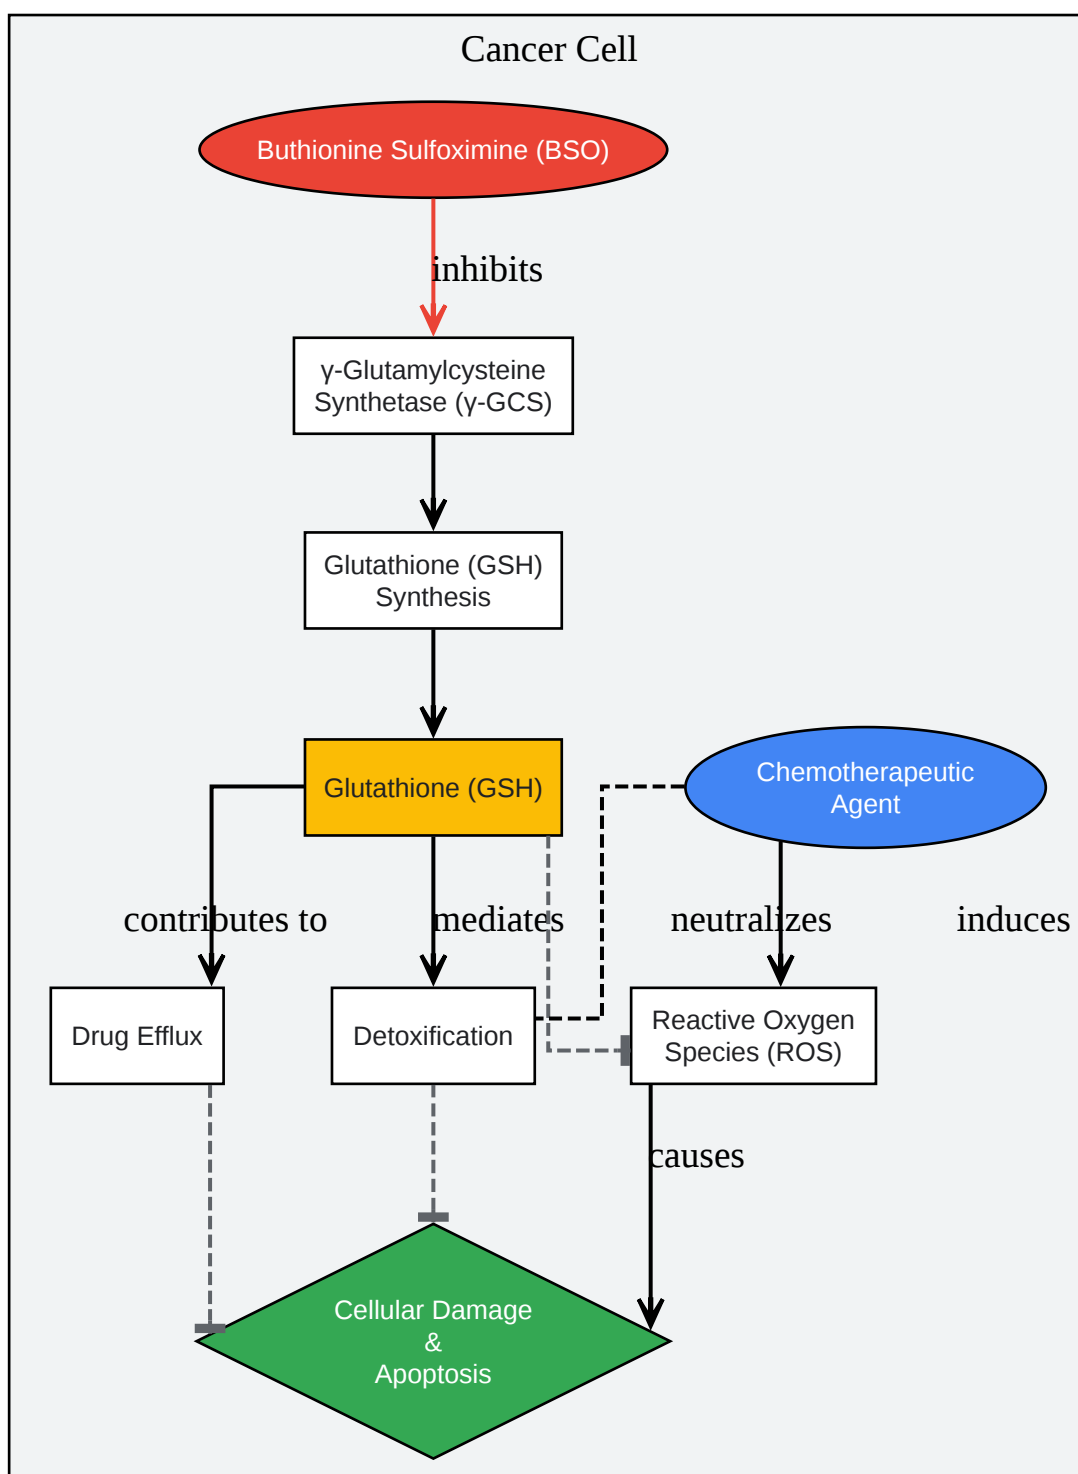 Cancer Cell
Buthionine Sulfoximine (BSO)
inhibits
γ-Glutamylcysteine
Synthetase (γ-GCS)
Glutathione (GSH)
Synthesis
Glutathione (GSH)
Chemotherapeutic
Agent
contributes to
mediates
neutralizes
induces
Drug Efflux
Detoxification
Reactive Oxygen
Species (ROS)
causes
Cellular Damage
&
Apoptosis